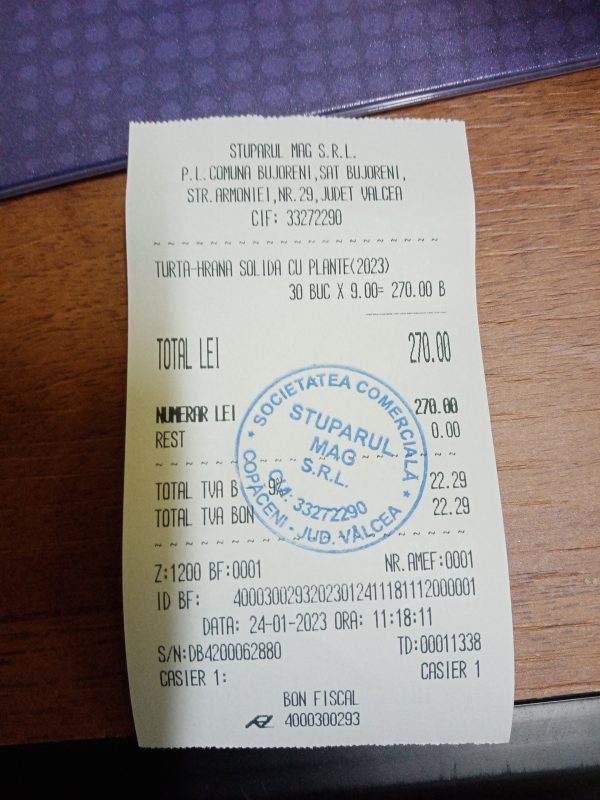 STUPARUL MAG S.R.L.
P.L.COMUNA BUJORENI,SAT BUJORENI,
STR.ARMONIEI,NR.29,JUDET VALCEA
CIF: 33272290
~ ~ ~ ~ ~ ~ ~ ~ ~ ~ ~ ~ ~ ~ ~ ~ ~ ~ ~ ~
TURTA-HRANA SOLIDA CU PLANTE(2023)
30 BUC X 9.00= 270.00 B
TOTAL LEI 270.00
NUMERAR LEI 270.00
REST 0.00
TOTAL TVA B 9% 22.29
TOTAL TVA BON 22.29
* SOCIETATEA COMERCIALĂ *
STUPARUL
MAG
S.R.L.
CUI: 33272290
COPĂCENI - JUD. VÂLCEA
Z:1200 BF:0001 NR.AMEF:0001
ID BF: 40003002932023012411181112000001
DATA: 24-01-2023 ORA: 11:18:11
S/N:DB4200062880 TD:00011338
CASIER 1: CASIER 1
BON FISCAL
4000300293